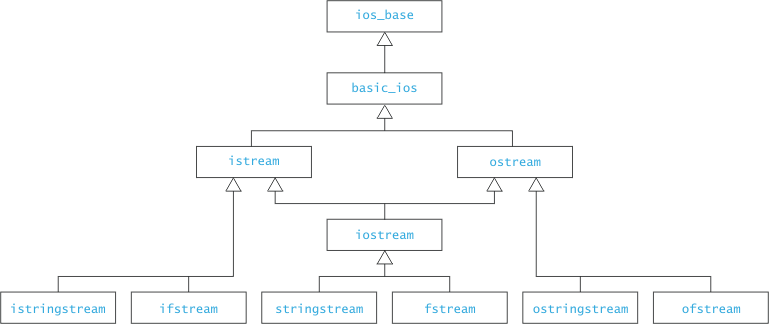 ios_base
basic_ios
istream
ostream
iostream
istringstream
ifstream
stringstream
fstream
ostringstream
ofstream